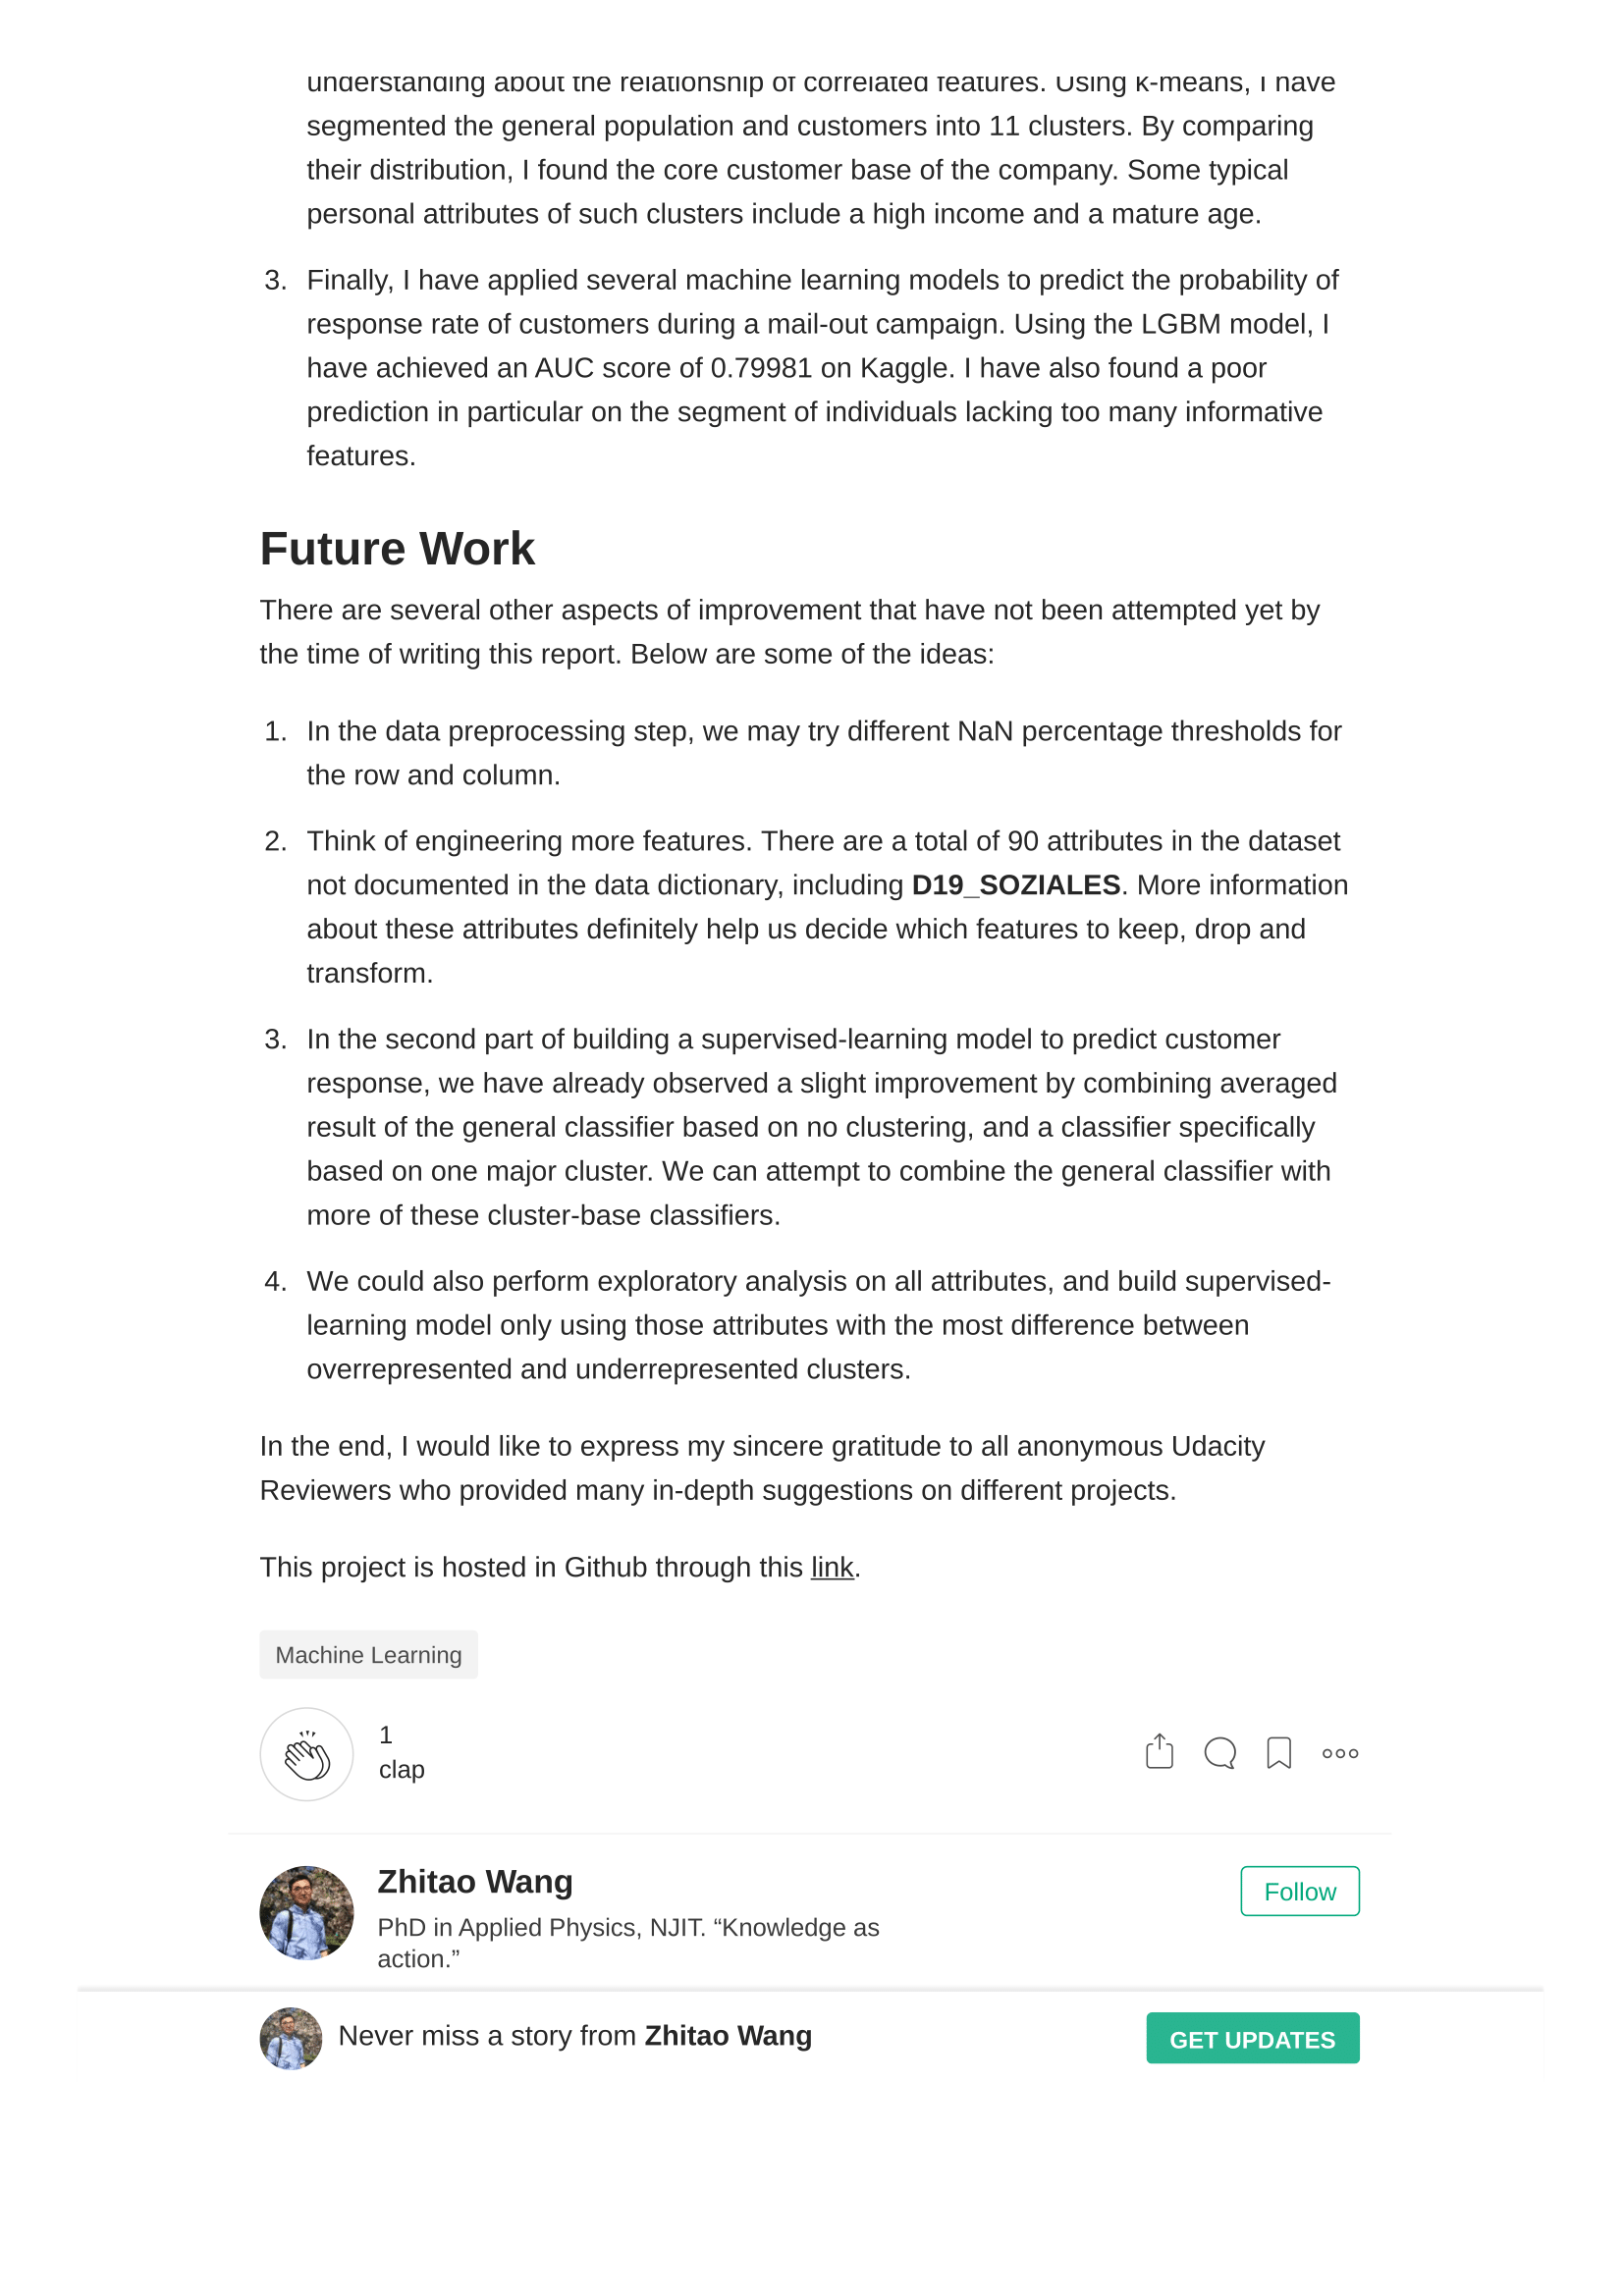 understanding about the relationship of correlated features. Using k-means, I have
segmented the general population and customers into 11 clusters. By comparing
their distribution, I found the core customer base of the company. Some typical
personal attributes of such clusters include a high income and a mature age.
3. Finally, I have applied several machine learning models to predict the probability of
response rate of customers during a mail-out campaign. Using the LGBM model, I
have achieved an AUC score of 0.79981 on Kaggle. I have also found a poor
prediction in particular on the segment of individuals lacking too many informative
features.
Future Work
There are several other aspects of improvement that have not been attempted yet by
the time of writing this report. Below are some of the ideas:
1. In the data preprocessing step, we may try different NaN percentage thresholds for
the row and column.
2. Think of engineering more features. There are a total of 90 attributes in the dataset
not documented in the data dictionary, including D19_SOZIALES. More information
about these attributes definitely help us decide which features to keep, drop and
transform.
3. In the second part of building a supervised-learning model to predict customer
response, we have already observed a slight improvement by combining averaged
result of the general classifier based on no clustering, and a classifier specifically
based on one major cluster. We can attempt to combine the general classifier with
more of these cluster-base classifiers.
4. We could also perform exploratory analysis on all attributes, and build supervised-
learning model only using those attributes with the most difference between
overrepresented and underrepresented clusters.
In the end, I would like to express my sincere gratitude to all anonymous Udacity
Reviewers who provided many in-depth suggestions on different projects.
This project is hosted in Github through this link.
Machine Learning
1
clap
Zhitao Wang
Follow
PhD in Applied Physics, NJIT. “Knowledge as
action.”
Never miss a story from Zhitao Wang
GET UPDATES